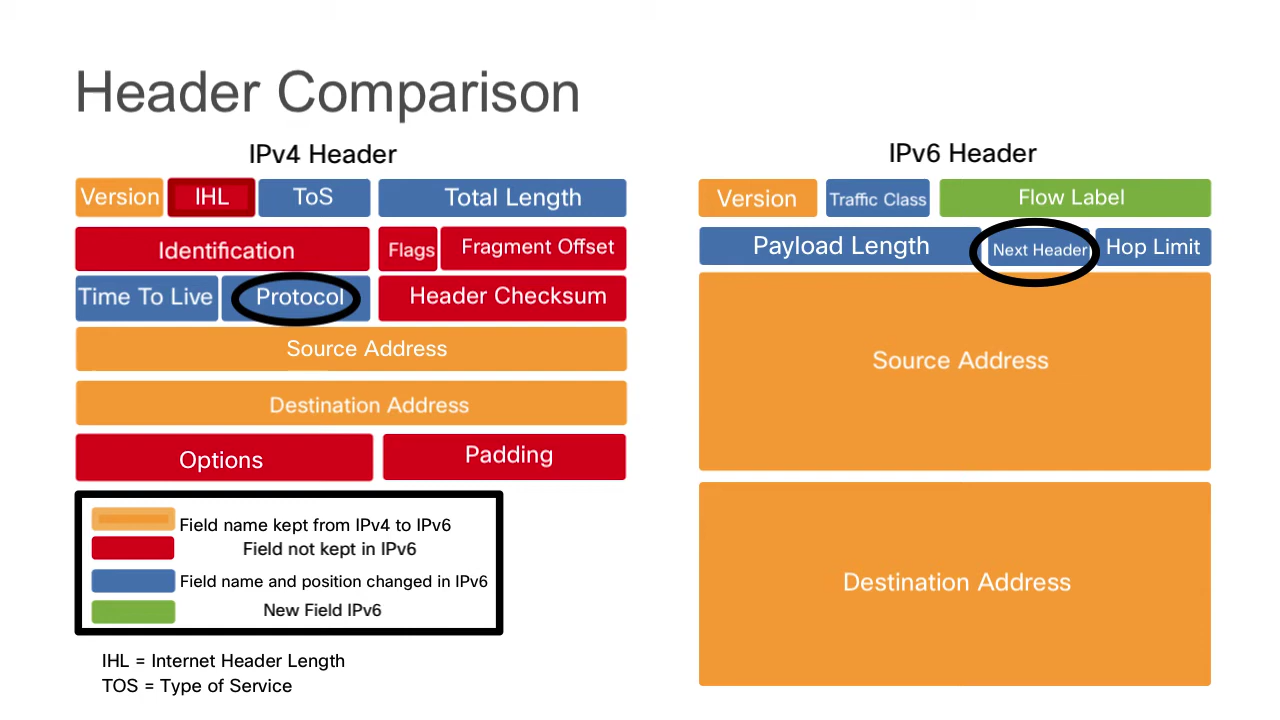 Header Comparison
IPv4 Header
Version IHL ToS Total Length
Identification Flags Fragment Offset
Time To Live Protocol Header Checksum
Source Address
Destination Address
Options Padding
Field name kept from IPv4 to IPv6
Field not kept in IPv6
Field name and position changed in IPv6
New Field IPv6
IHL = Internet Header Length
TOS = Type of Service
IPv6 Header
Version Traffic Class Flow Label
Payload Length Next Header Hop Limit
Source Address
Destination Address